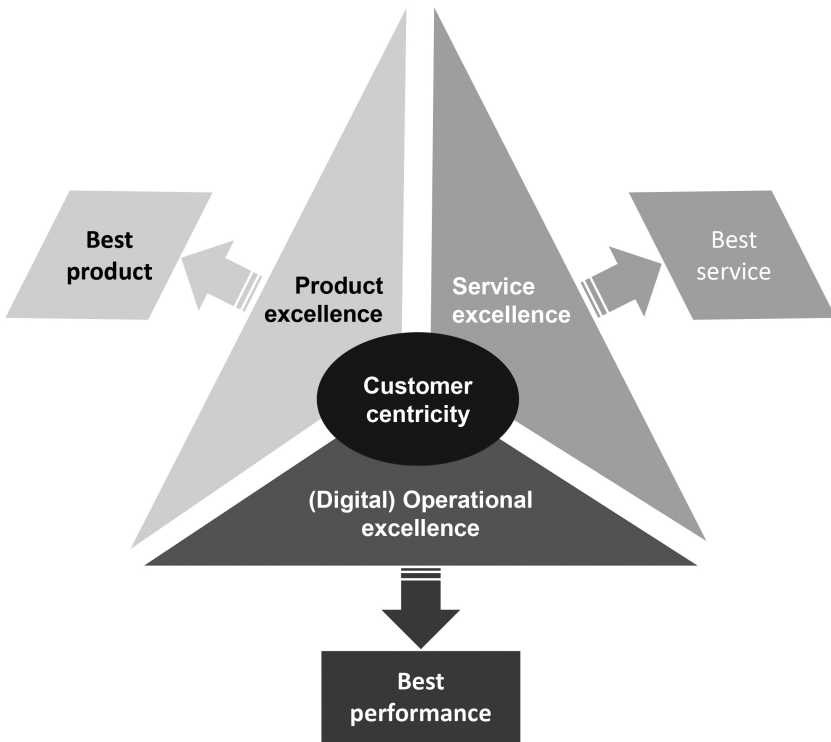 Best
product
Product
excellence
Service
excellence
Best
service
Customer
centricity
(Digital) Operational
excellence
Best
performance